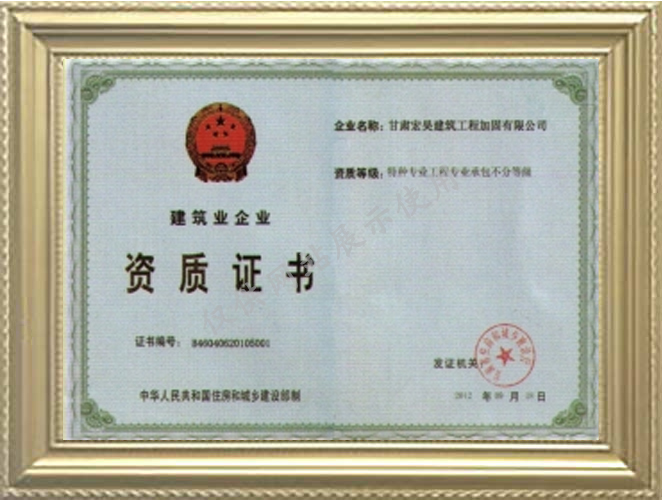 建筑业企业
资质证书
证书编号: B46040620105001
中华人民共和国住房和城乡建设部制
企业名称: 甘肃宏昊建筑工程加固有限公司
资质等级: 特种专业工程专业承包不分等级
发证机关
2012 年 09 月 日